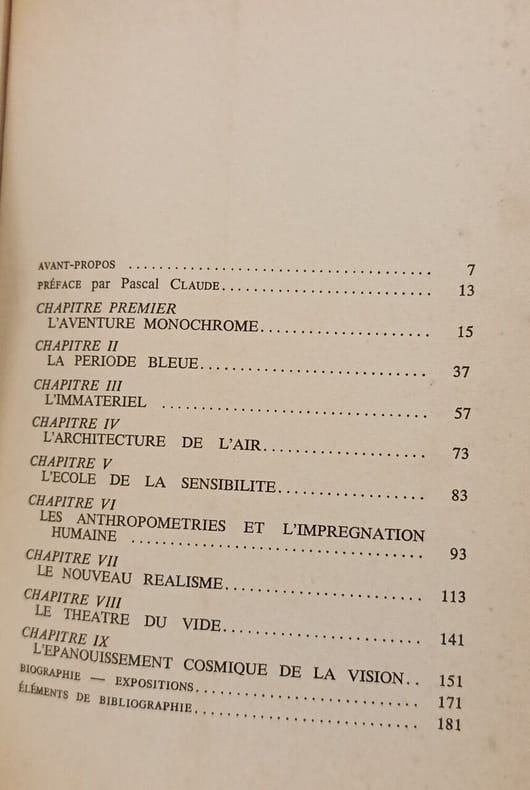 AVANT-PROPOS ........................................ 7
PRÉFACE par Pascal CLAUDE............................ 13
CHAPITRE PREMIER
L'AVENTURE MONOCHROME....................... 15
CHAPITRE II
LA PERIODE BLEUE.............................. 37
CHAPITRE III
L'IMMATERIEL ................................... 57
CHAPITRE IV
L'ARCHITECTURE DE L'AIR...................... 73
CHAPITRE V
L'ECOLE DE LA SENSIBILITE.................... 83
CHAPITRE VI
LES ANTHROPOMETRIES ET L'IMPREGNATION
HUMAINE ...................................... 93
CHAPITRE VII
LE NOUVEAU REALISME.......................... 113
CHAPITRE VIII
LE THEATRE DU VIDE.......................... 141
CHAPITRE IX
L'EPANOUISSEMENT COSMIQUE DE LA VISION.. 151
BIOGRAPHIE — EXPOSITIONS............................. 171
ÉLÉMENTS DE BIBLIOGRAPHIE............................. 181